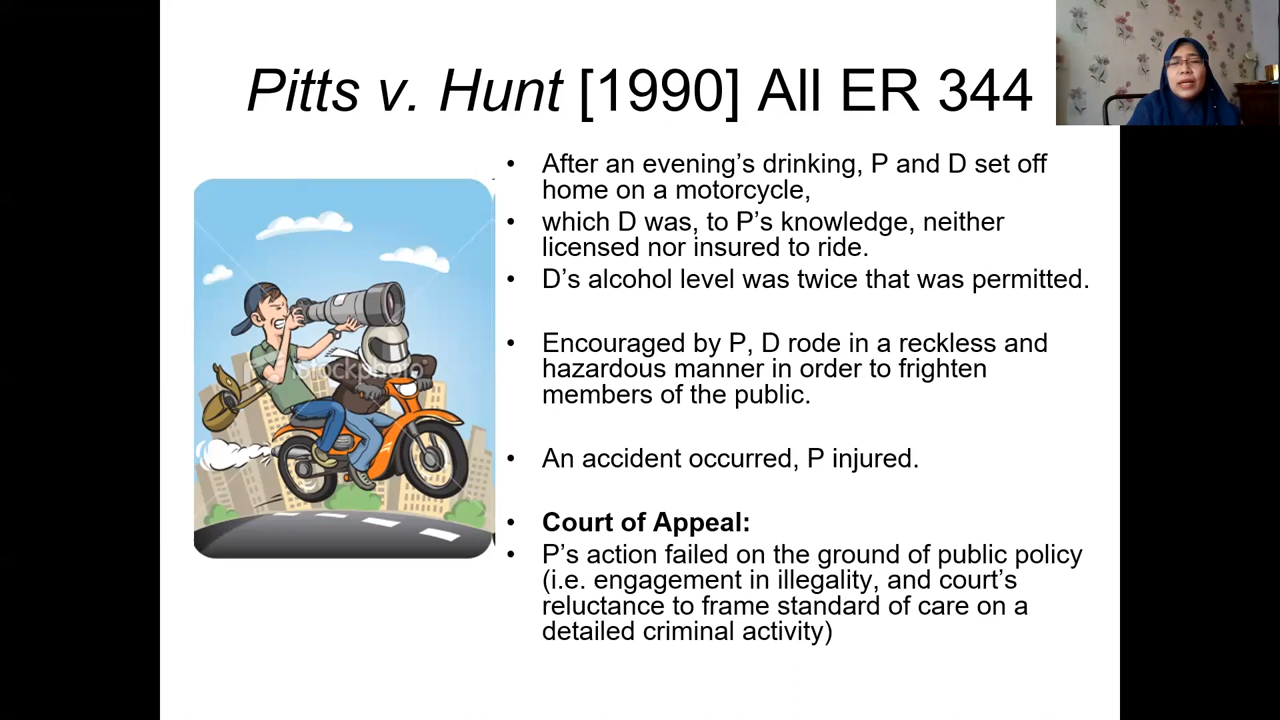 Pitts v. Hunt [1990] All ER 344
• After an evening’s drinking, P and D set off
home on a motorcycle,
• which D was, to P’s knowledge, neither
licensed nor insured to ride.
• D’s alcohol level was twice that was permitted.
• Encouraged by P, D rode in a reckless and
hazardous manner in order to frighten
members of the public.
• An accident occurred, P injured.
• Court of Appeal:
• P’s action failed on the ground of public policy
(i.e. engagement in illegality, and court’s
reluctance to frame standard of care on a
detailed criminal activity)
iStockphoto